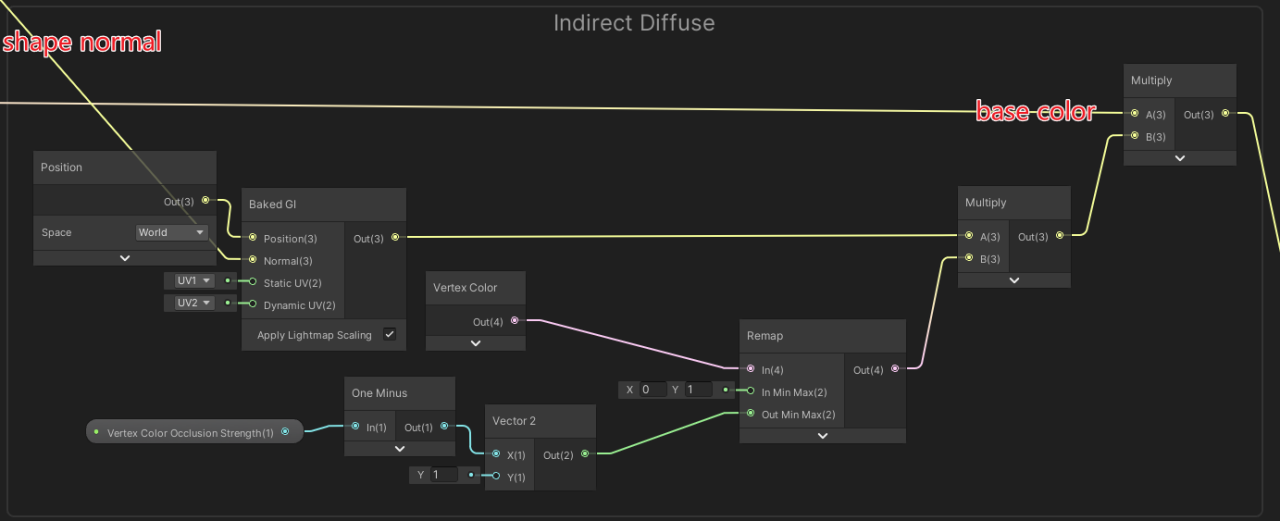 Indirect Diffuse
shape normal
base color
Multiply
A(3) Out(3)
B(3)
Position
Out(3)
Space World
Baked GI
Position(3) Out(3)
Normal(3)
UV1 Static UV(2)
UV2 Dynamic UV(2)
Apply Lightmap Scaling
Multiply
A(3) Out(3)
B(3)
Vertex Color
Out(4)
Remap
In(4) Out(4)
X 0 Y 1 In Min Max(2)
Out Min Max(2)
One Minus
In(1) Out(1)
Vertex Color Occlusion Strength(1)
Vector 2
X(1) Out(2)
Y 1 Y(1)